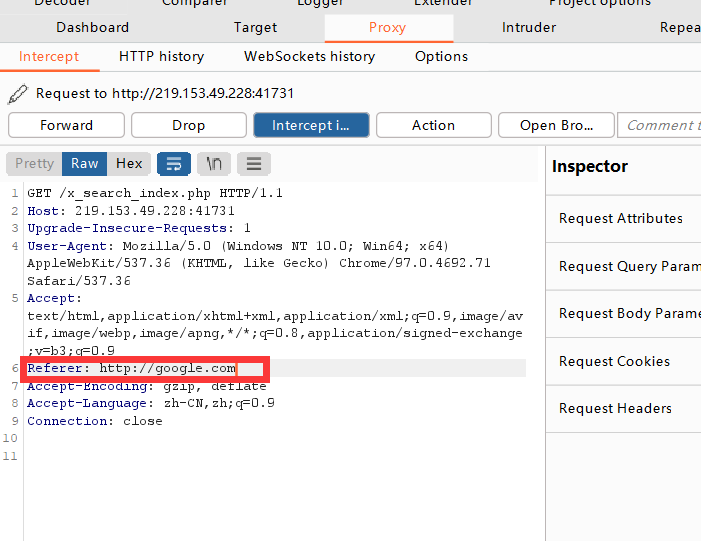 Decoder Comparer Logger Extender Project options
Dashboard Target Proxy Intruder
Intercept HTTP history WebSockets history Options
Request to http://219.153.49.228:41731
Forward Drop Intercept i... Action Open Bro... Comment t
Pretty Raw Hex \n
Inspector
1 GET /x_search_index.php HTTP/1.1
2 Host: 219.153.49.228:41731
3 Upgrade-Insecure-Requests: 1
4 User-Agent: Mozilla/5.0 (Windows NT 10.0; Win64; x64)
AppleWebKit/537.36 (KHTML, like Gecko) Chrome/97.0.4692.71
Safari/537.36
5 Accept:
text/html,application/xhtml+xml,application/xml;q=0.9,image/av
if,image/webp,image/apng,*/*;q=0.8,application/signed-exchange
;v=b3;q=0.9
6 Referer: http://google.com
7 Accept-Encoding: gzip, deflate
8 Accept-Language: zh-CN,zh;q=0.9
9 Connection: close
10
11
Request Attributes
Request Query Param
Request Body Parame
Request Cookies
Request Headers